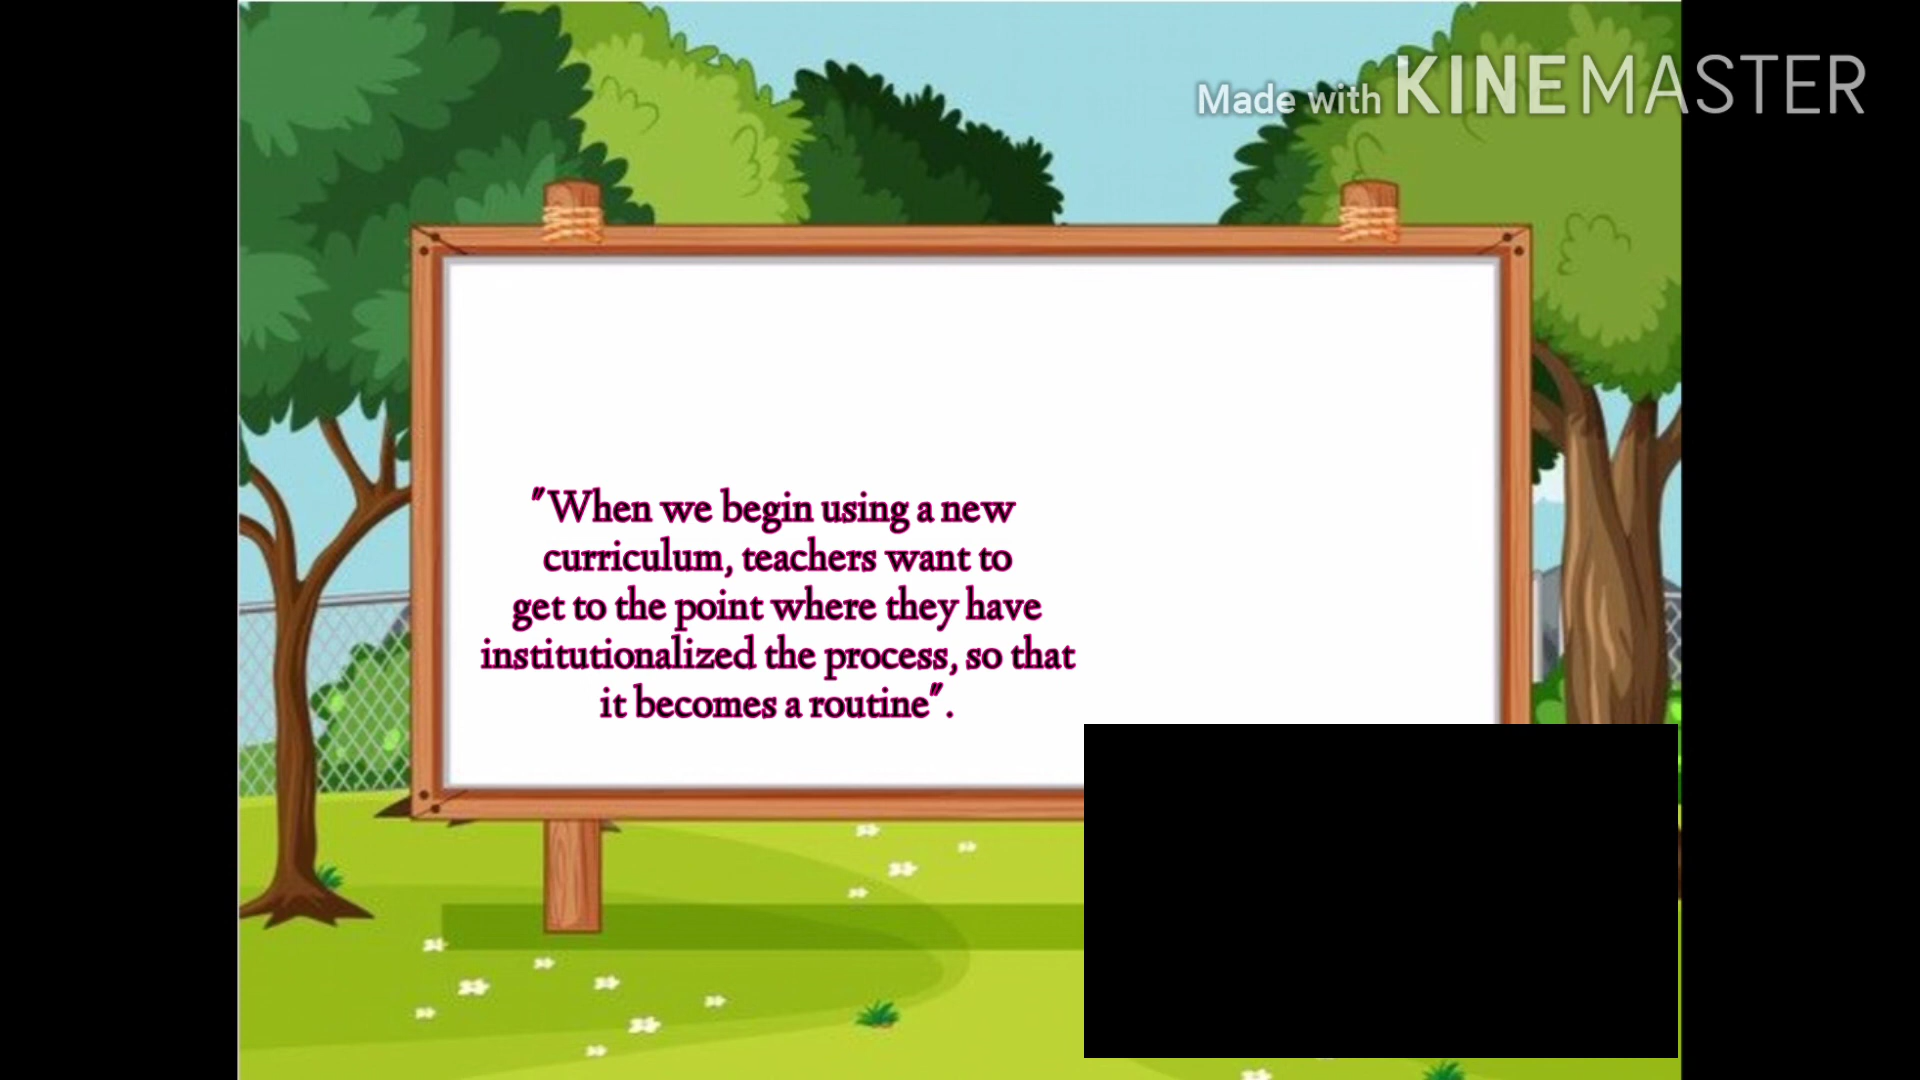 Made with KINEMASTER
"When we begin using a new
curriculum, teachers want to
get to the point where they have
institutionalized the process, so that
it becomes a routine".